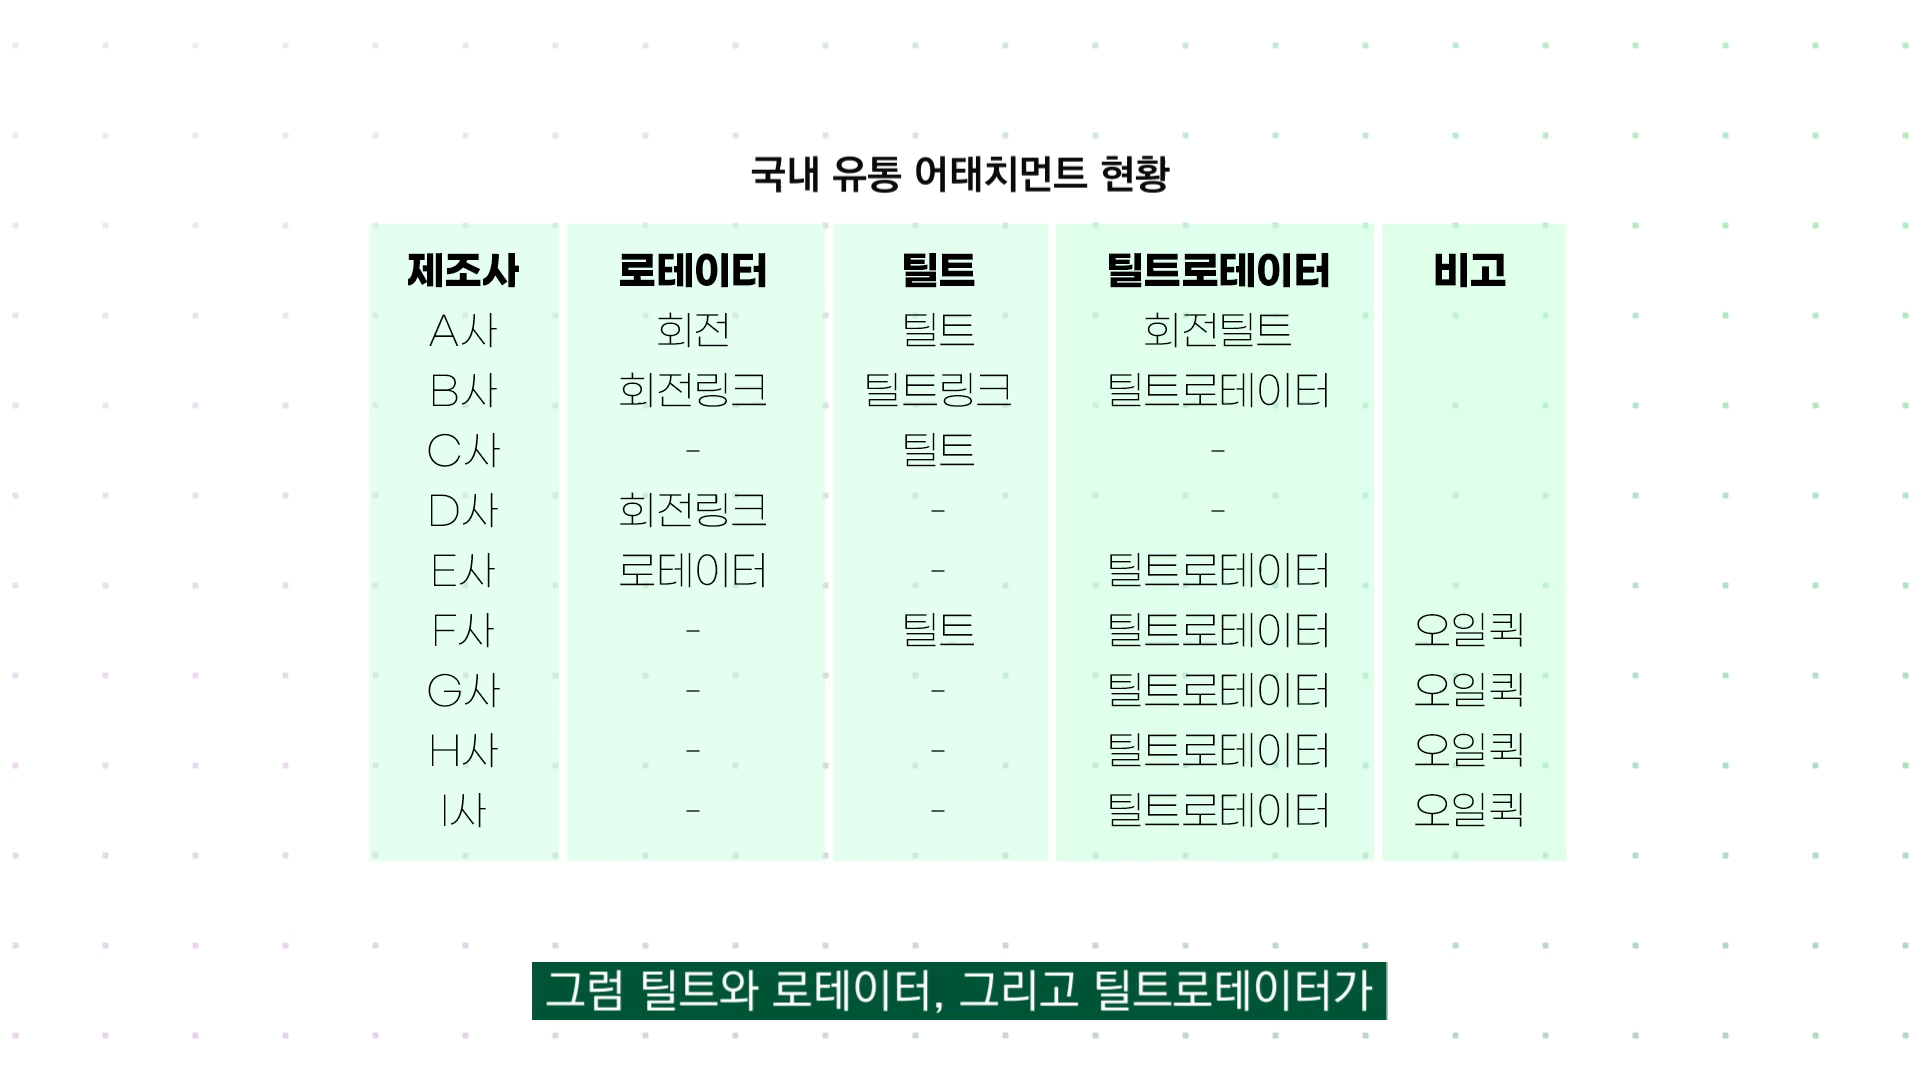 국내 유통 어태치먼트 현황
제조사 로테이터 틸트 틸트로테이터 비고
A사 회전 틸트 회전틸트
B사 회전링크 틸트링크 틸트로테이터
C사 - 틸트 -
D사 회전링크 - -
E사 로테이터 - 틸트로테이터
F사 - 틸트 틸트로테이터 오일퀵
G사 - - 틸트로테이터 오일퀵
H사 - - 틸트로테이터 오일퀵
I사 - - 틸트로테이터 오일퀵
그럼 틸트와 로테이터, 그리고 틸트로테이터가